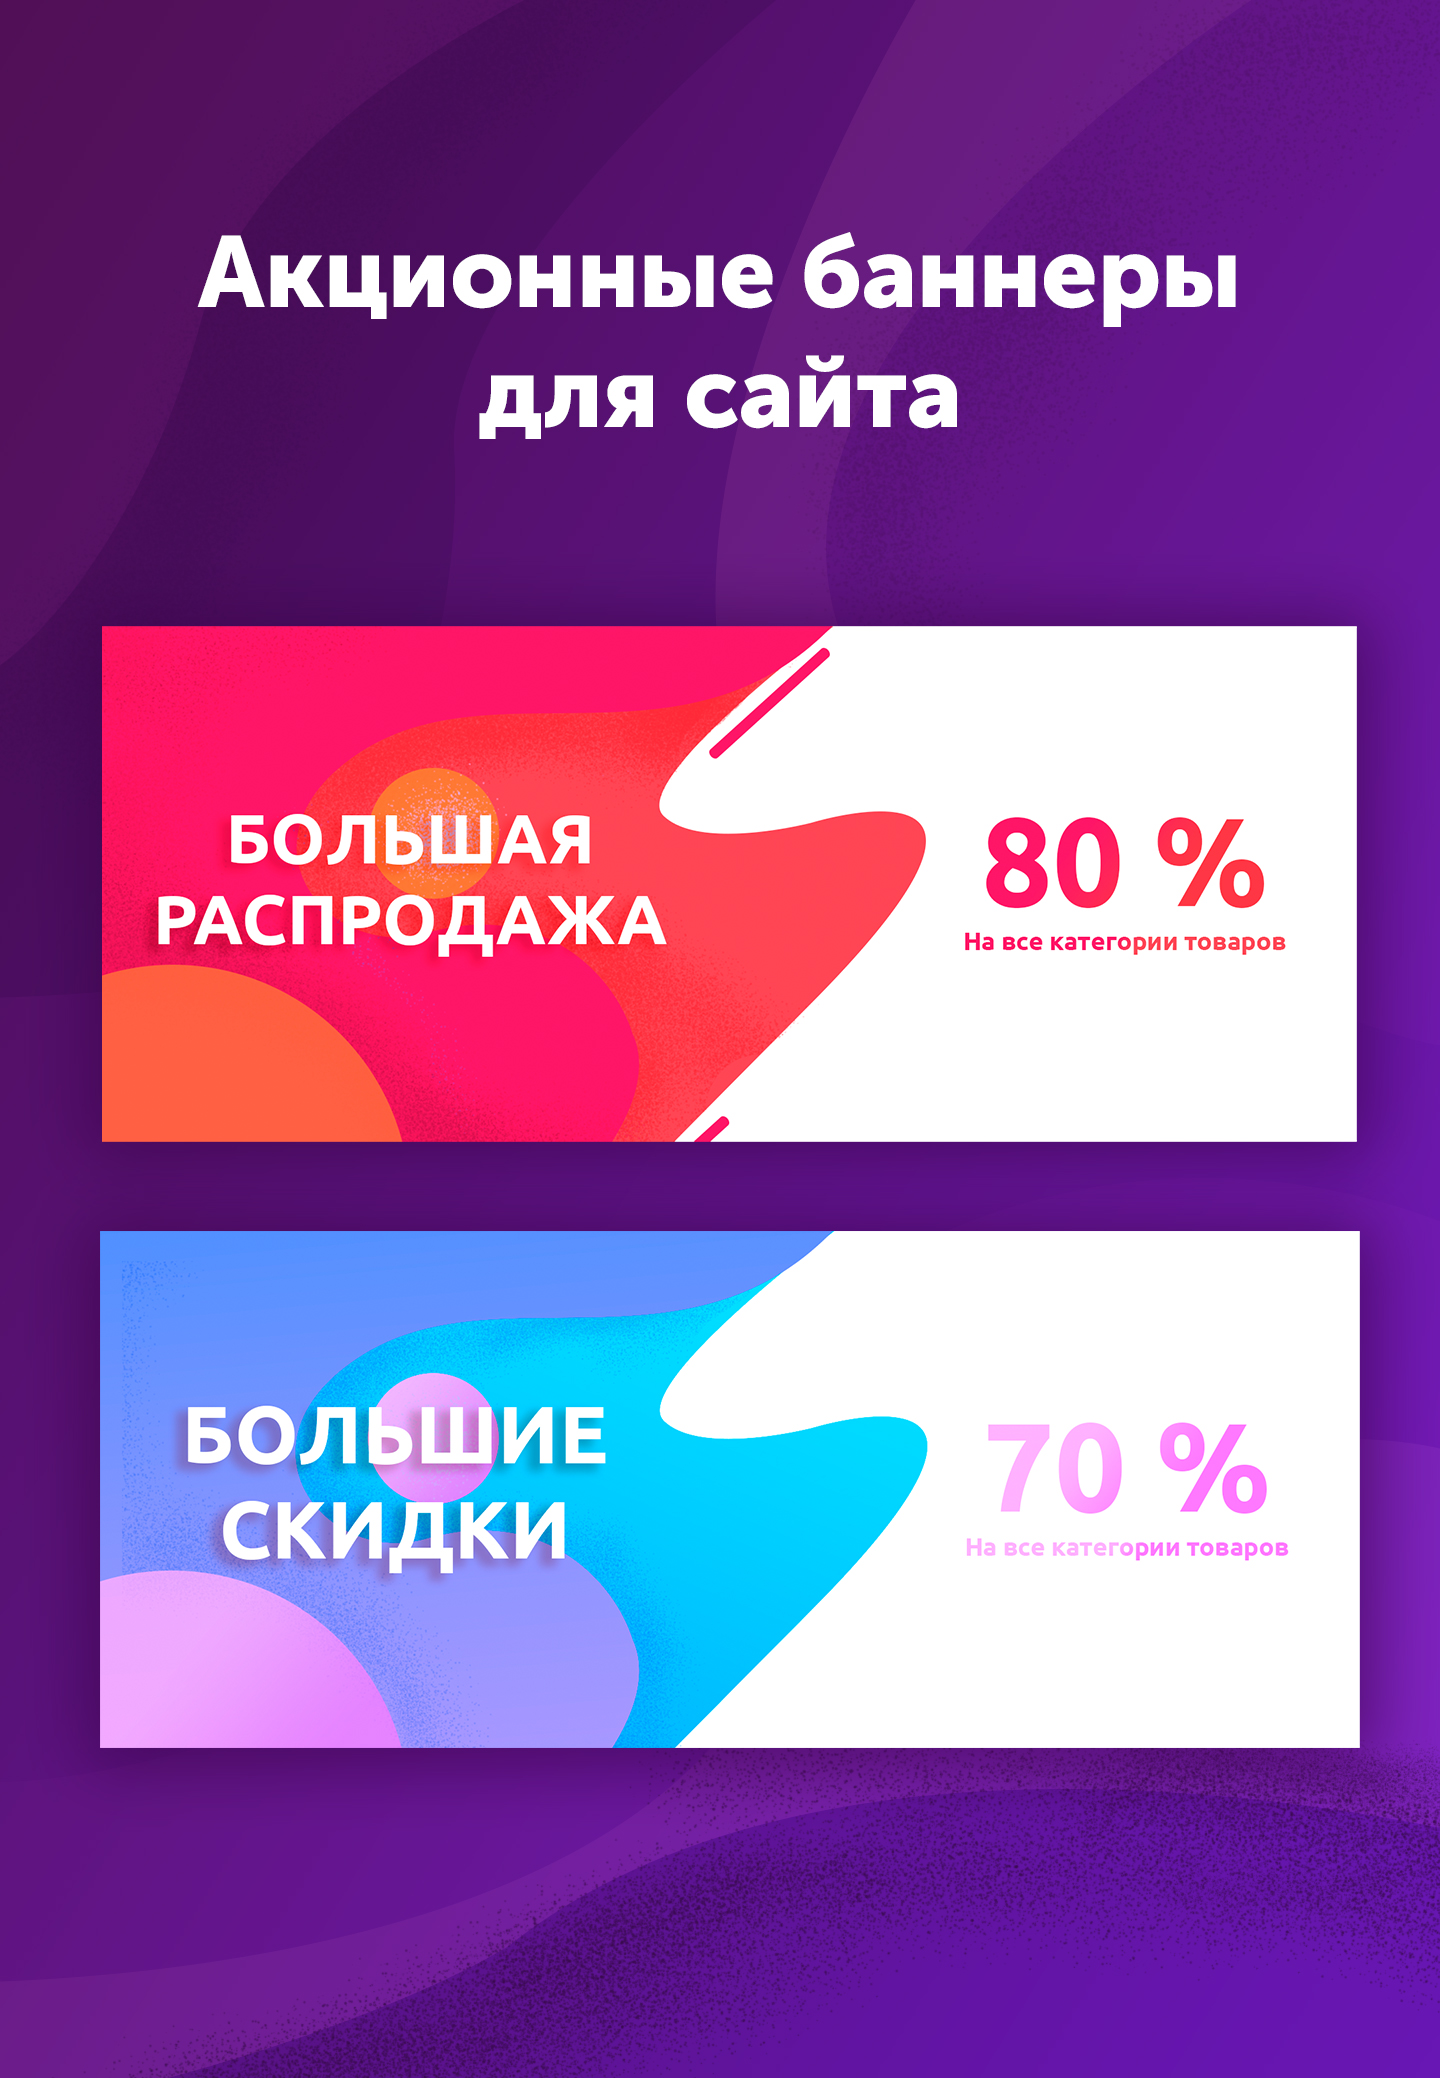 Акционные баннеры
для сайта
БОЛЬШАЯ
РАСПРОДАЖА
80 %
На все категории товаров
БОЛЬШИЕ
СКИДКИ
70 %
На все категории товаров